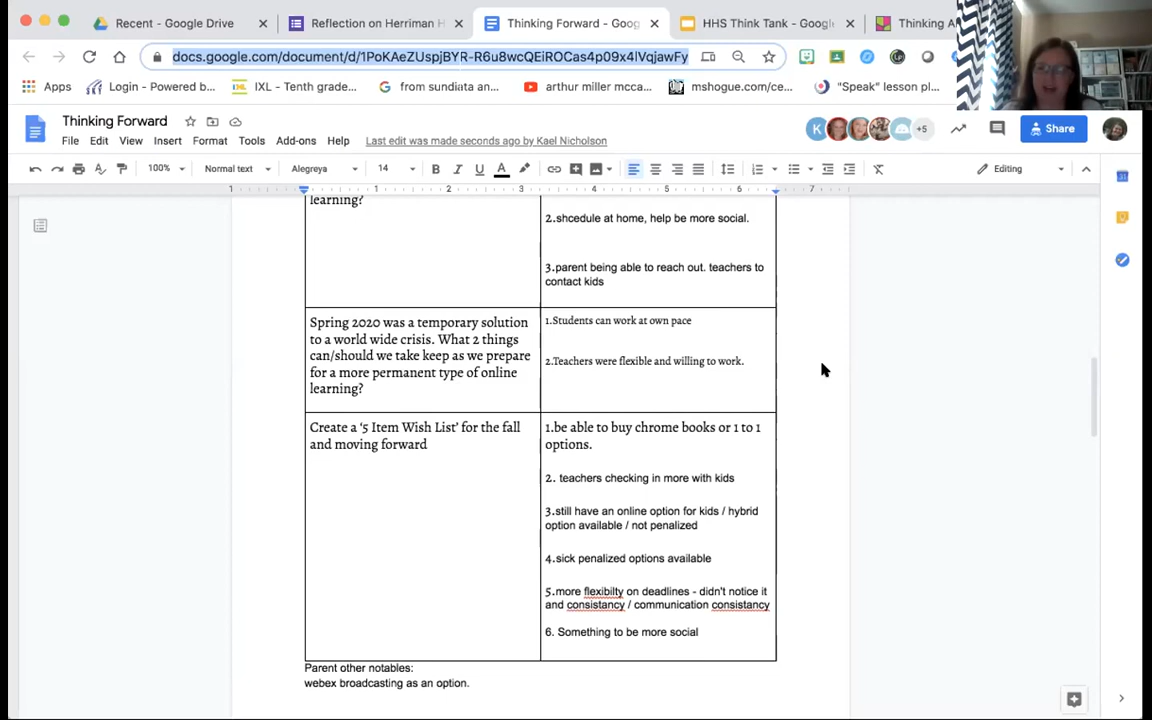 Recent - Google Drive
Reflection on Herriman H
Thinking Forward - Goog
HHS Think Tank - Google
Thinking A
docs.google.com/document/d/1PoKAeZUspjBYR-R6u8wcQEiROCas4p09x4lVqjawFy
Apps
Login - Powered b...
IXL - Tenth grade...
from sundiata an...
arthur miller mcca...
mshogue.com/ce...
"Speak" lesson pl...
Thinking Forward
File Edit View Insert Format Tools Add-ons Help Last edit was made seconds ago by Kael Nicholson
K
+5
Share
100% Normal text Alegreya 14 B I U A Editing
1 1 2 3 4 5 6 7
learning?
2.shcedule at home, help be more social.
3.parent being able to reach out. teachers to
contact kids
Spring 2020 was a temporary solution
to a world wide crisis. What 2 things
can/should we take keep as we prepare
for a more permanent type of online
learning?
1.Students can work at own pace
2.Teachers were flexible and willing to work.
Create a '5 Item Wish List' for the fall
and moving forward
1.be able to buy chrome books or 1 to 1
options.
2. teachers checking in more with kids
3.still have an online option for kids / hybrid
option available / not penalized
4.sick penalized options available
5.more flexibilty on deadlines - didn't notice it
and consistancy / communication consistancy
6. Something to be more social
Parent other notables:
webex broadcasting as an option.